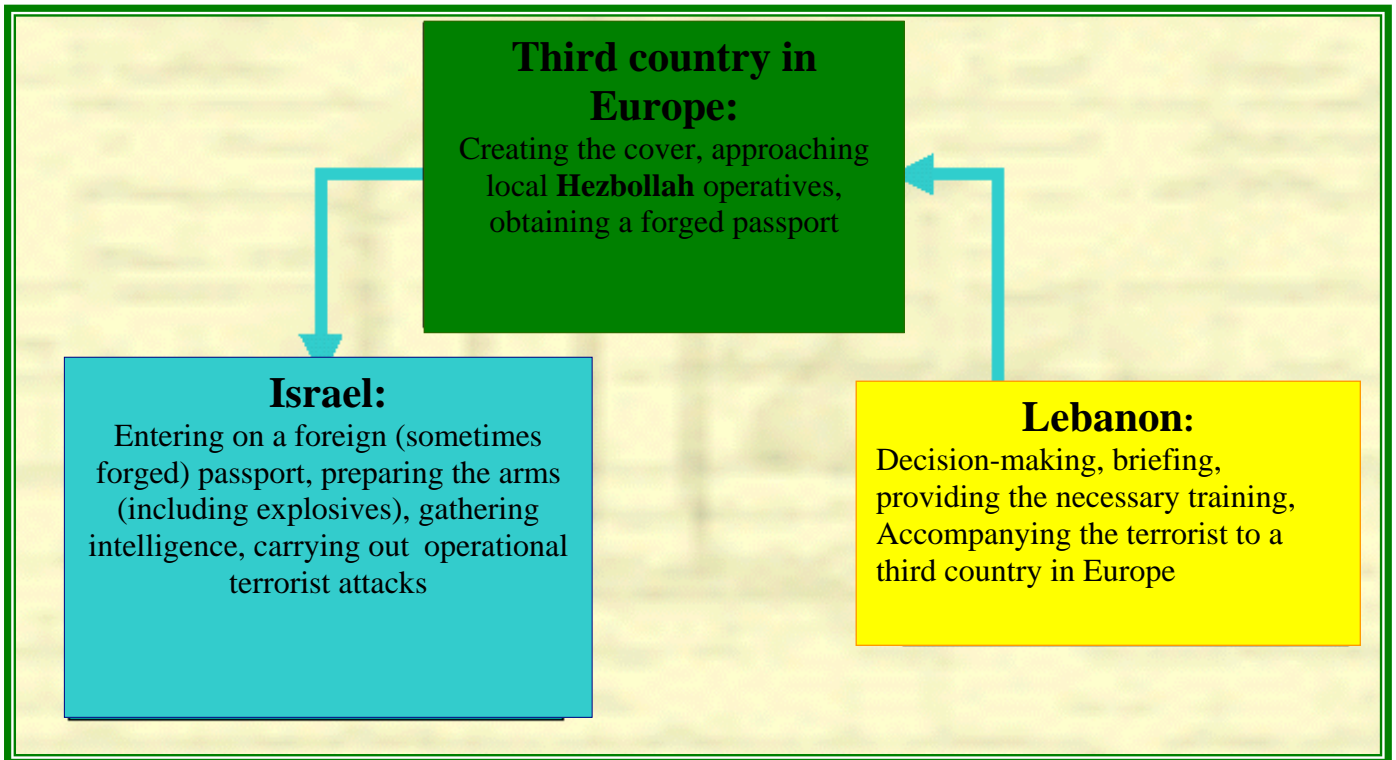 Third country in
Europe:
Creating the cover, approaching
local Hezbollah operatives,
obtaining a forged passport
Israel:
Entering on a foreign (sometimes
forged) passport, preparing the arms
(including explosives), gathering
intelligence, carrying out operational
terrorist attacks
Lebanon:
Decision-making, briefing,
providing the necessary training,
Accompanying the terrorist to a
third country in Europe